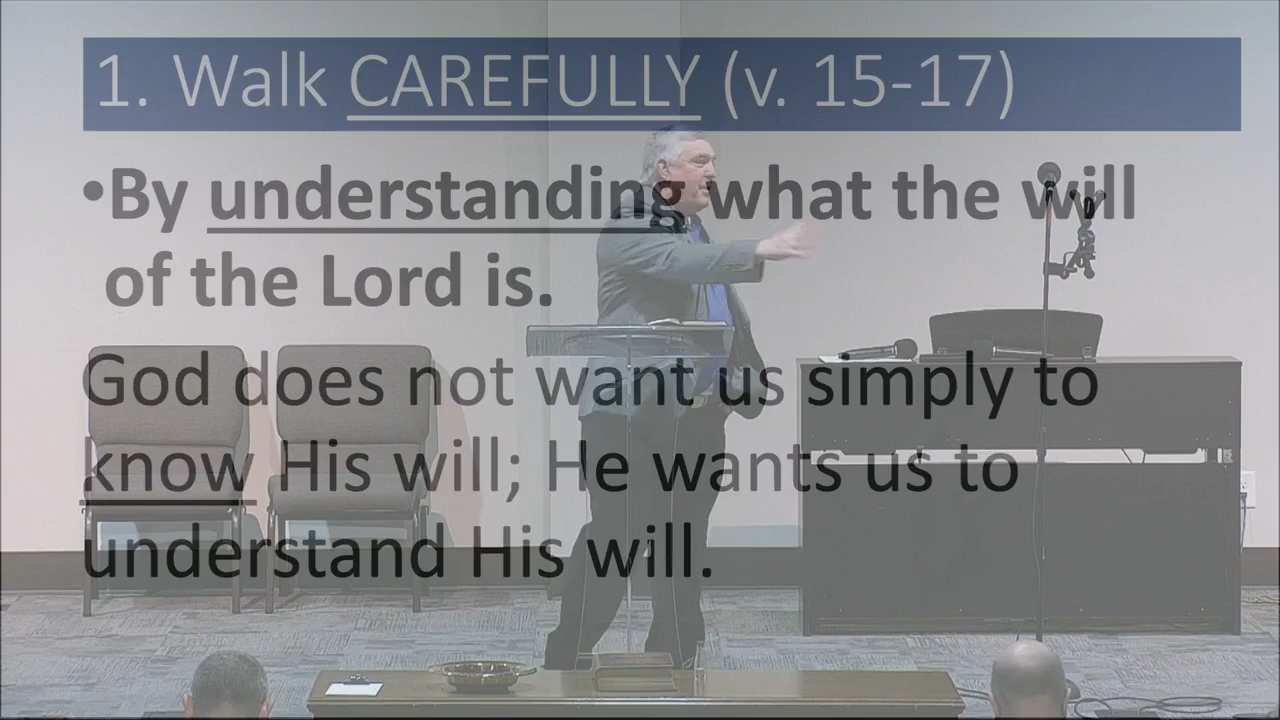 1. Walk CAREFULLY (v. 15-17)
•By understanding what the will
of the Lord is.
God does not want us simply to
know His will; He wants us to
understand His will.